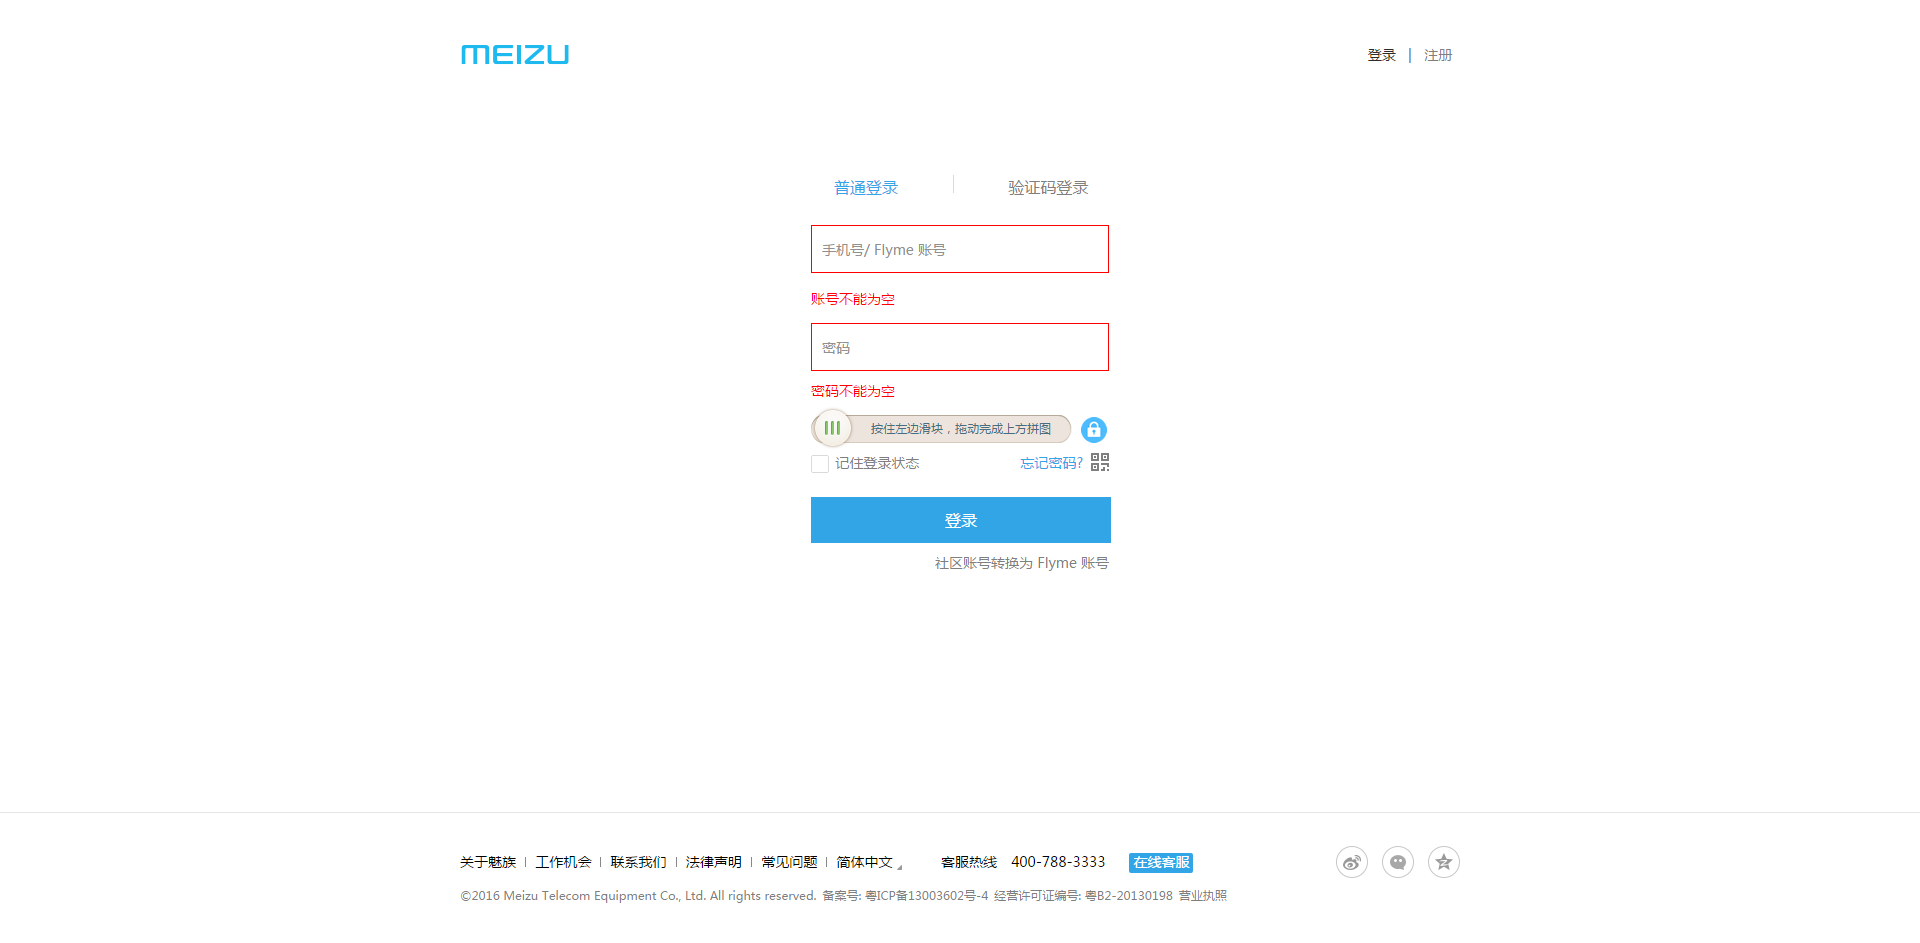 MEIZU
登录 | 注册
普通登录
验证码登录
手机号/ Flyme 账号
账号不能为空
密码
密码不能为空
按住左边滑块，拖动完成上方拼图
记住登录状态
忘记密码?
登录
社区账号转换为 Flyme 账号
关于魅族 | 工作机会 | 联系我们 | 法律声明 | 常见问题 | 简体中文 客服热线 400-788-3333 在线客服
©2016 Meizu Telecom Equipment Co., Ltd. All rights reserved. 备案号: 粤ICP备13003602号-4 经营许可证编号: 粤B2-20130198 营业执照